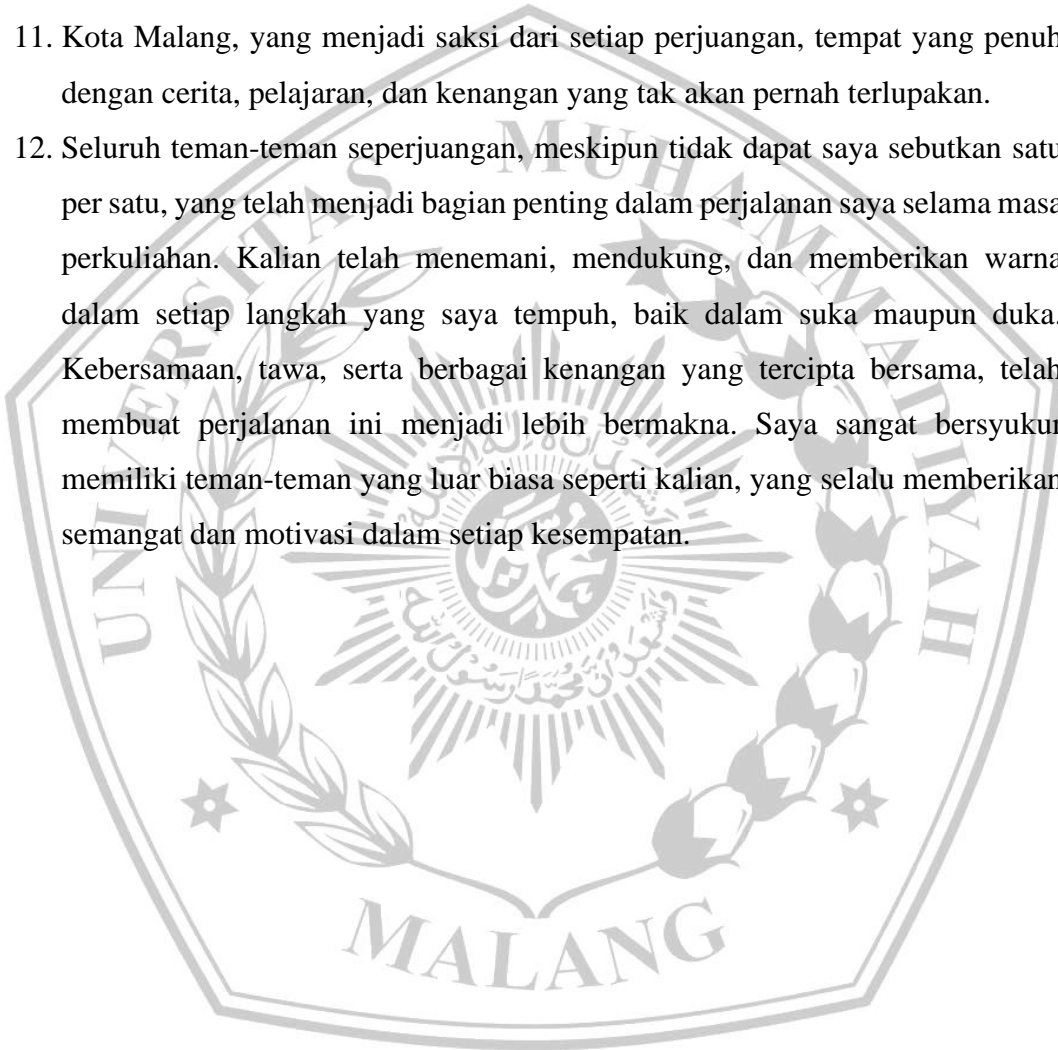 11. Kota Malang, yang menjadi saksi dari setiap perjuangan, tempat yang penuh
dengan cerita, pelajaran, dan kenangan yang tak akan pernah terlupakan.
12. Seluruh teman-teman seperjuangan, meskipun tidak dapat saya sebutkan satu
per satu, yang telah menjadi bagian penting dalam perjalanan saya selama masa
perkuliahan. Kalian telah menemani, mendukung, dan memberikan warna
dalam setiap langkah yang saya tempuh, baik dalam suka maupun duka.
Kebersamaan, tawa, serta berbagai kenangan yang tercipta bersama, telah
membuat perjalanan ini menjadi lebih bermakna. Saya sangat bersyukur
memiliki teman-teman yang luar biasa seperti kalian, yang selalu memberikan
semangat dan motivasi dalam setiap kesempatan.
UNIVERSITAS MUHAMMADIYAH
MALANG